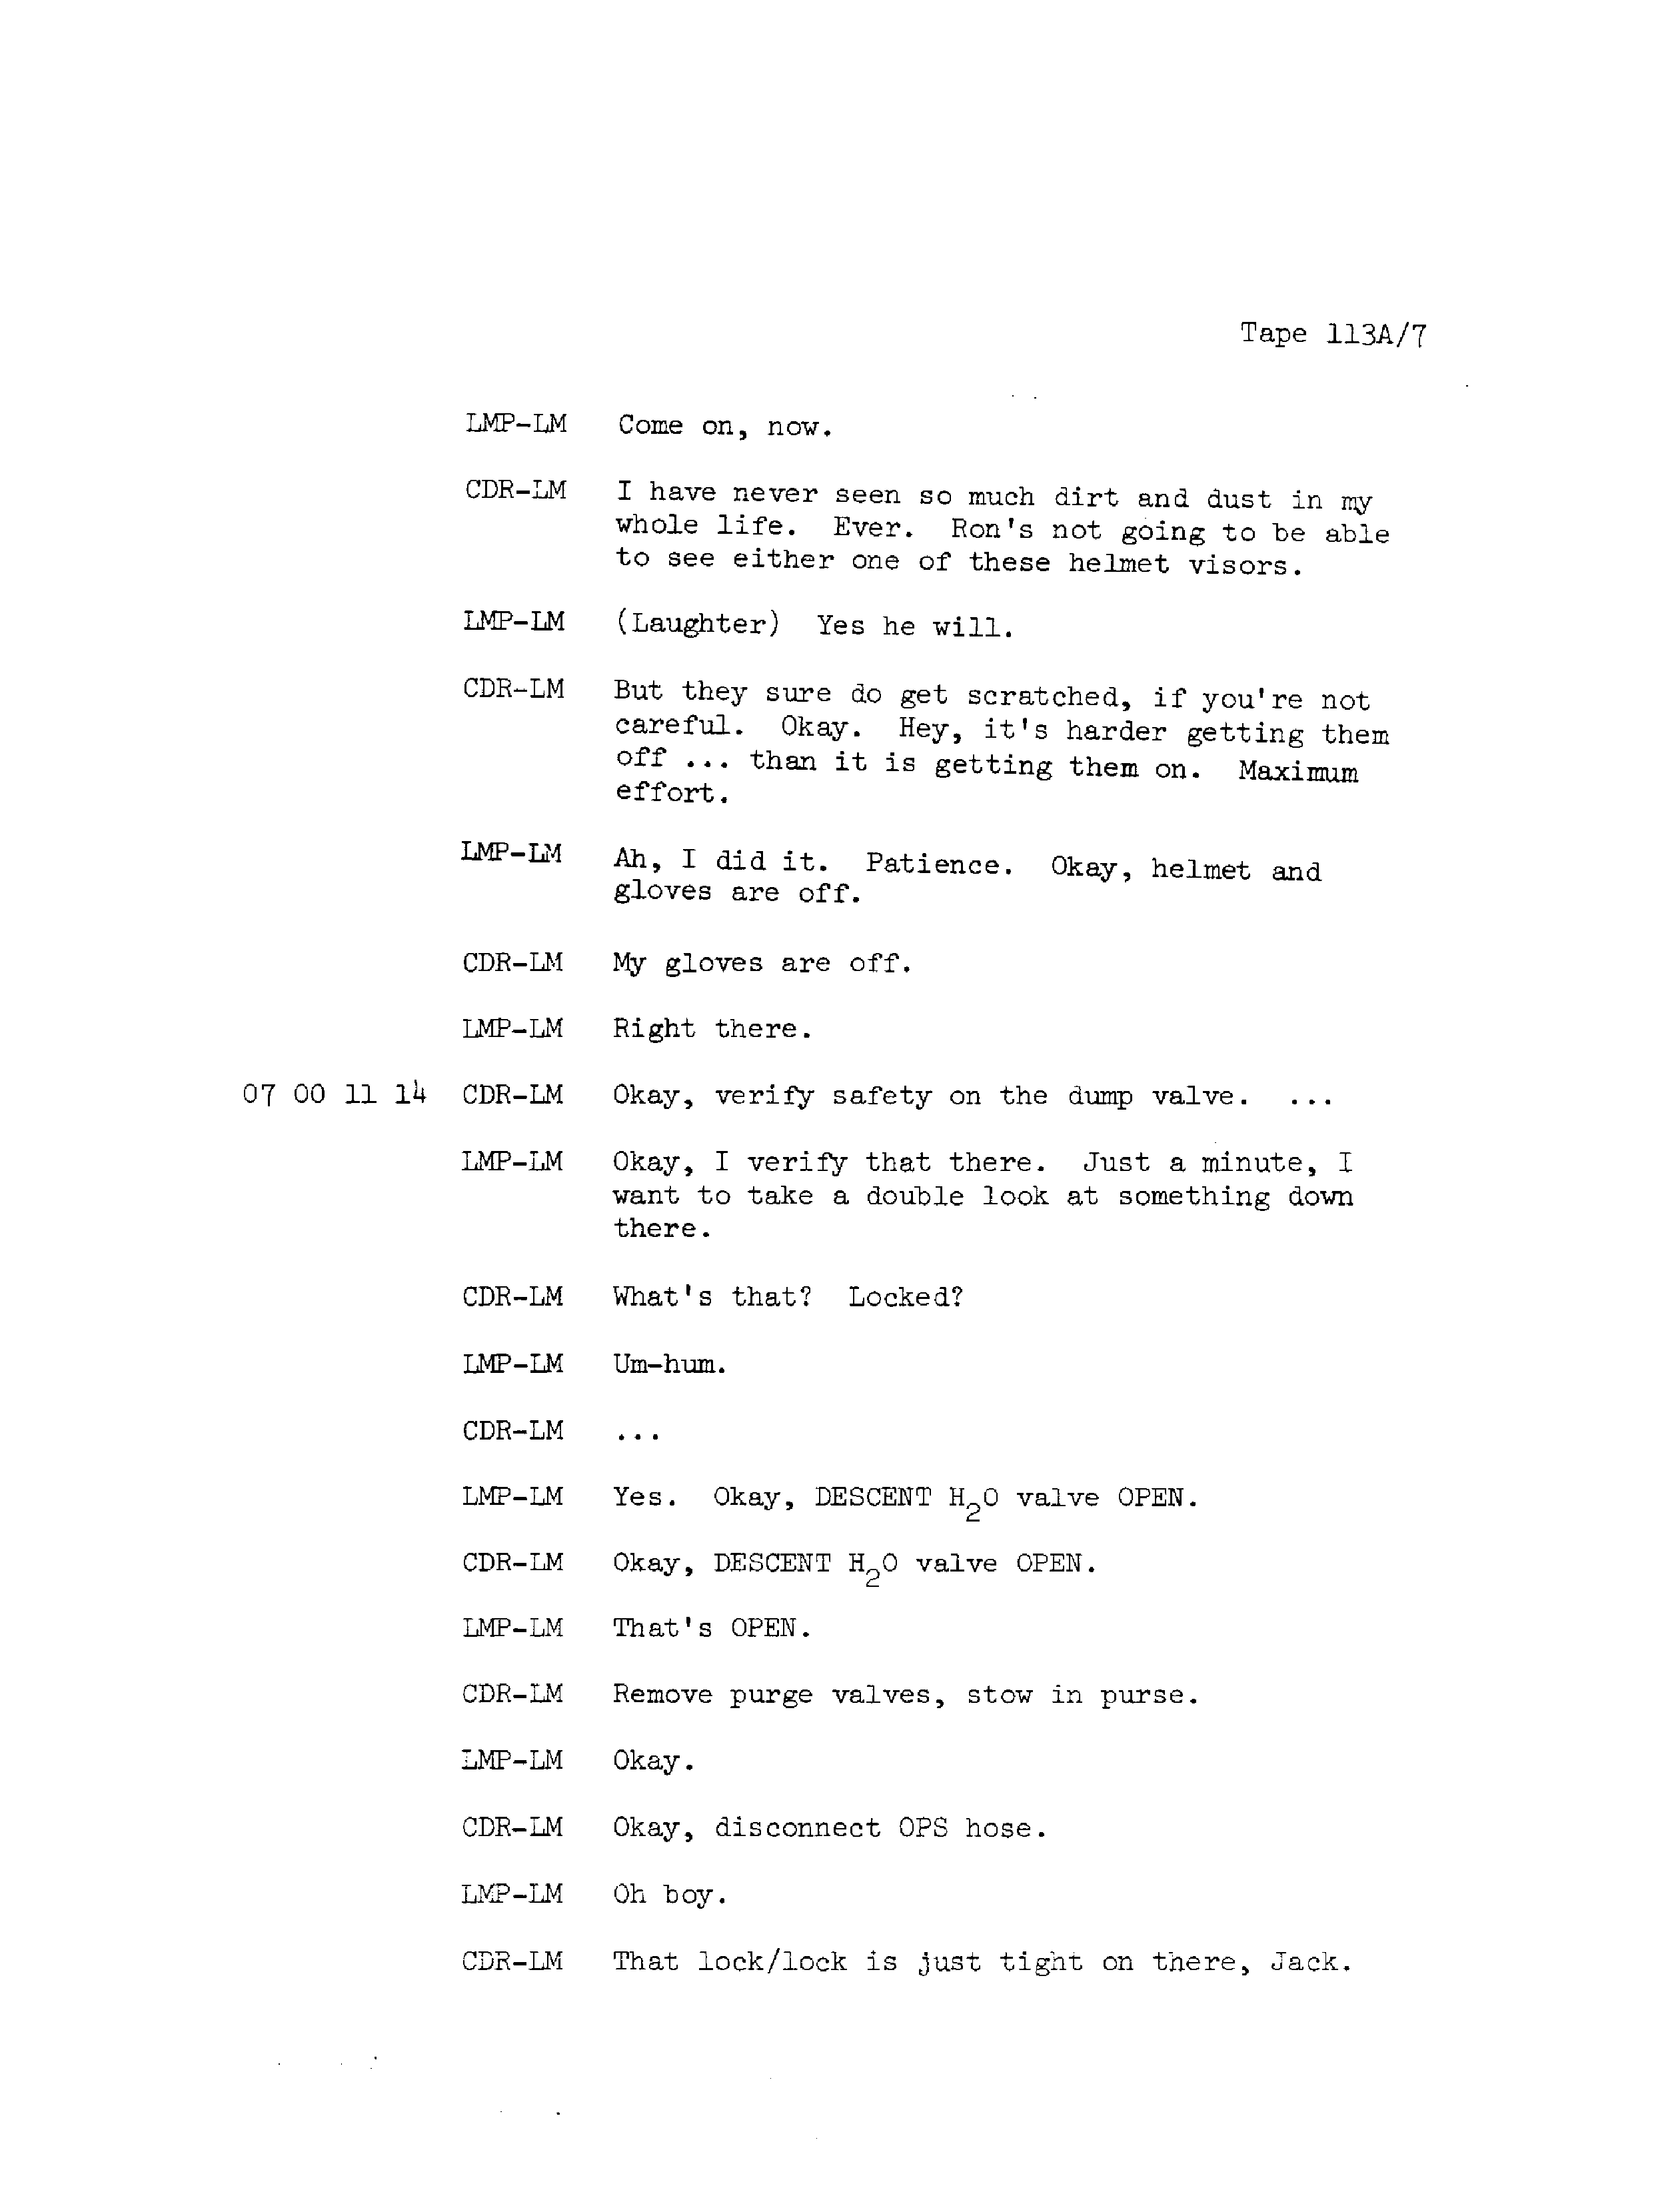 Tape 113A/7
LMP-LM Come on, now.
CDR-LM I have never seen so much dirt and dust in my
whole life. Ever. Ron's not going to be able
to see either one of these helmet visors.
LMP-LM (Laughter) Yes he will.
CDR-LM But they sure do get scratched, if you're not
careful. Okay. Hey, it's harder getting them
off ... than it is getting them on. Maximum
effort.
LMP-LM Ah, I did it. Patience. Okay, helmet and
gloves are off.
CDR-LM My gloves are off.
LMP-LM Right there.
07 00 11 14 CDR-LM Okay, verify safety on the dump valve. ...
LMP-LM Okay, I verify that there. Just a minute, I
want to take a double look at something down
there.
CDR-LM What's that? Locked?
LMP-LM Um-hum.
CDR-LM ...
LMP-LM Yes. Okay, DESCENT H2O valve OPEN.
CDR-LM Okay, DESCENT H2O valve OPEN.
LMP-LM That's OPEN.
CDR-LM Remove purge valves, stow in purse.
LMP-LM Okay.
CDR-LM Okay, disconnect OPS hose.
LMP-LM Oh boy.
CDR-LM That lock/lock is just tight on there, Jack.